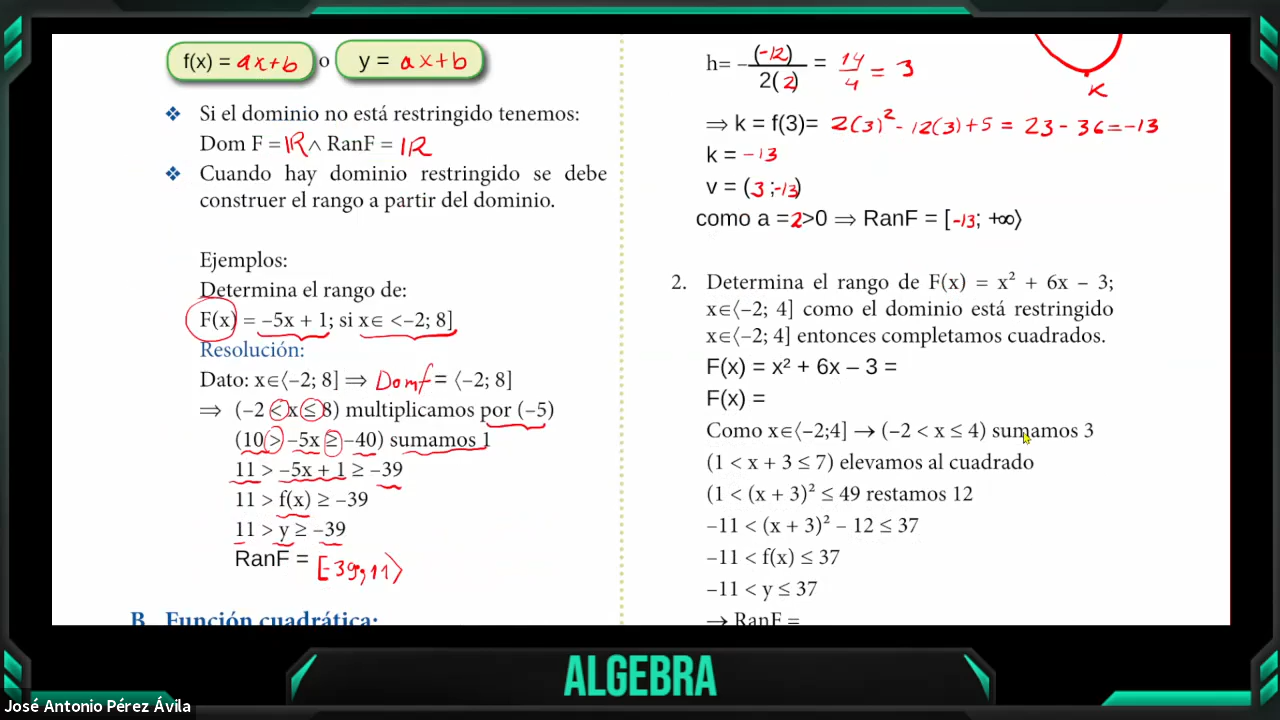 f(x) = ax+b o y = ax+b
❖ Si el dominio no está restringido tenemos:
Dom F = ℝ ∧ RanF = ℝ
❖ Cuando hay dominio restringido se debe
construer el rango a partir del dominio.
Ejemplos:
Determina el rango de:
F(x) = –5x + 1; si x∈ <–2; 8]
Resolución:
Dato: x∈⟨–2; 8] ⇒ Domf = ⟨–2; 8]
⇒ (–2 < x ≤ 8) multiplicamos por (–5)
(10 > –5x ≥ –40) sumamos 1
11 > –5x + 1 ≥ –39
11 > f(x) ≥ –39
11 > y ≥ –39
RanF = [-39;11⟩
B. Función cuadrática:
h= –(-12)/2(2) = 14/4 = 3
K
⇒ k = f(3)= 2(3)² - 12(3)+5 = 23 - 36 = -13
k = -13
v = (3 ;-13)
como a =2>0 ⇒ RanF = [-13; +∞⟩
2. Determina el rango de F(x) = x² + 6x – 3;
x∈⟨–2; 4] como el dominio está restringido
x∈⟨–2; 4] entonces completamos cuadrados.
F(x) = x² + 6x – 3 =
F(x) =
Como x∈⟨–2;4] → (–2 < x ≤ 4) sumamos 3
(1 < x + 3 ≤ 7) elevamos al cuadrado
(1 < (x + 3)² ≤ 49 restamos 12
–11 < (x + 3)² – 12 ≤ 37
–11 < f(x) ≤ 37
–11 < y ≤ 37
→ RanF =
ALGEBRA
José Antonio Pérez Ávila